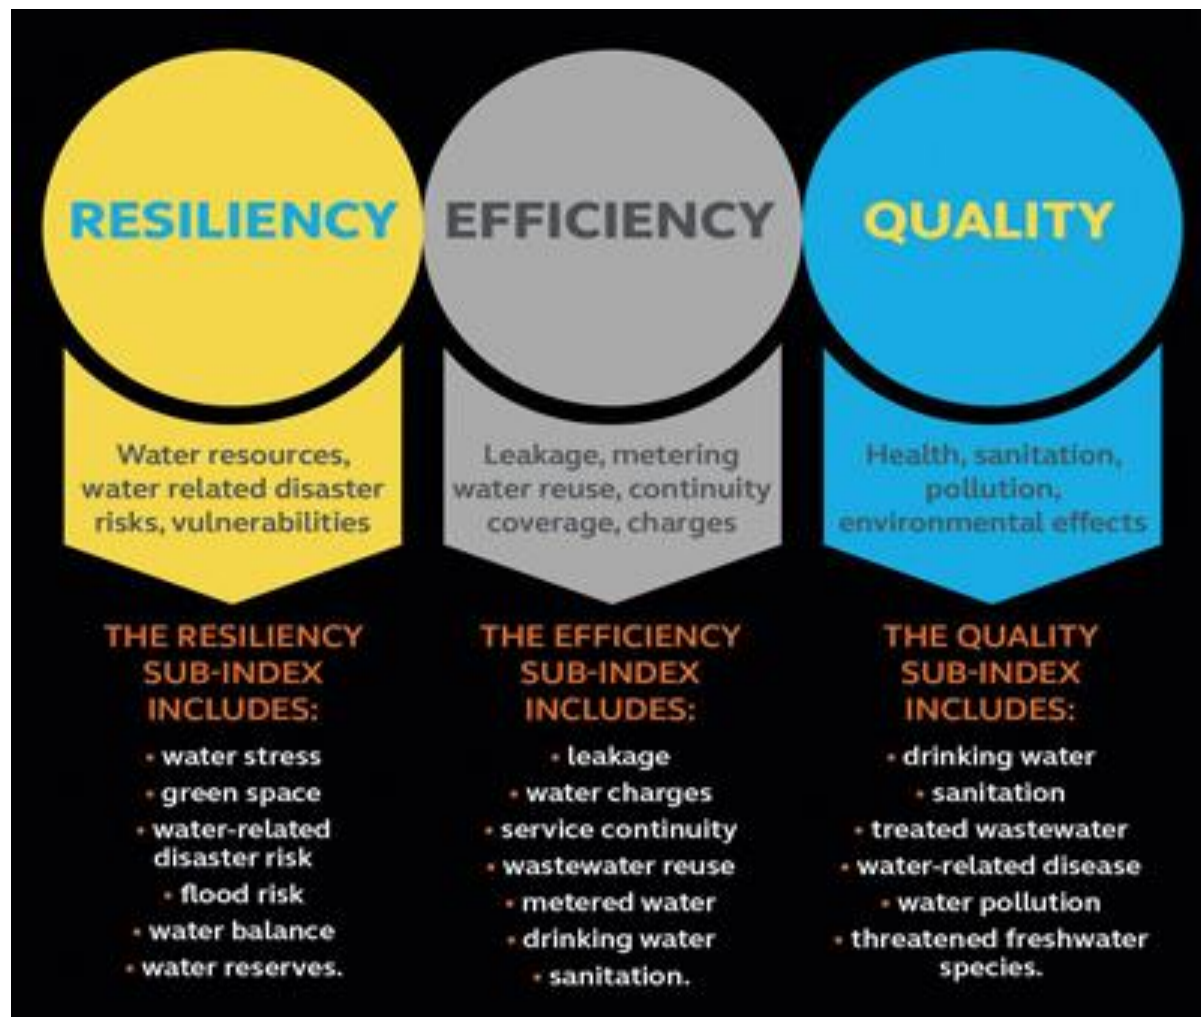 RESILIENCY
Water resources,
water related disaster
risks, vulnerabilities
THE RESILIENCY
SUB-INDEX
INCLUDES:
• water stress
• green space
• water-related
disaster risk
• flood risk
• water balance
• water reserves.
EFFICIENCY
Leakage, metering
water reuse, continuity
coverage, charges
THE EFFICIENCY
SUB-INDEX
INCLUDES:
• leakage
• water charges
• service continuity
• wastewater reuse
• metered water
• drinking water
• sanitation.
QUALITY
Health, sanitation,
pollution,
environmental effects
THE QUALITY
SUB-INDEX
INCLUDES:
• drinking water
• sanitation
• treated wastewater
• water-related disease
• water pollution
• threatened freshwater
species.